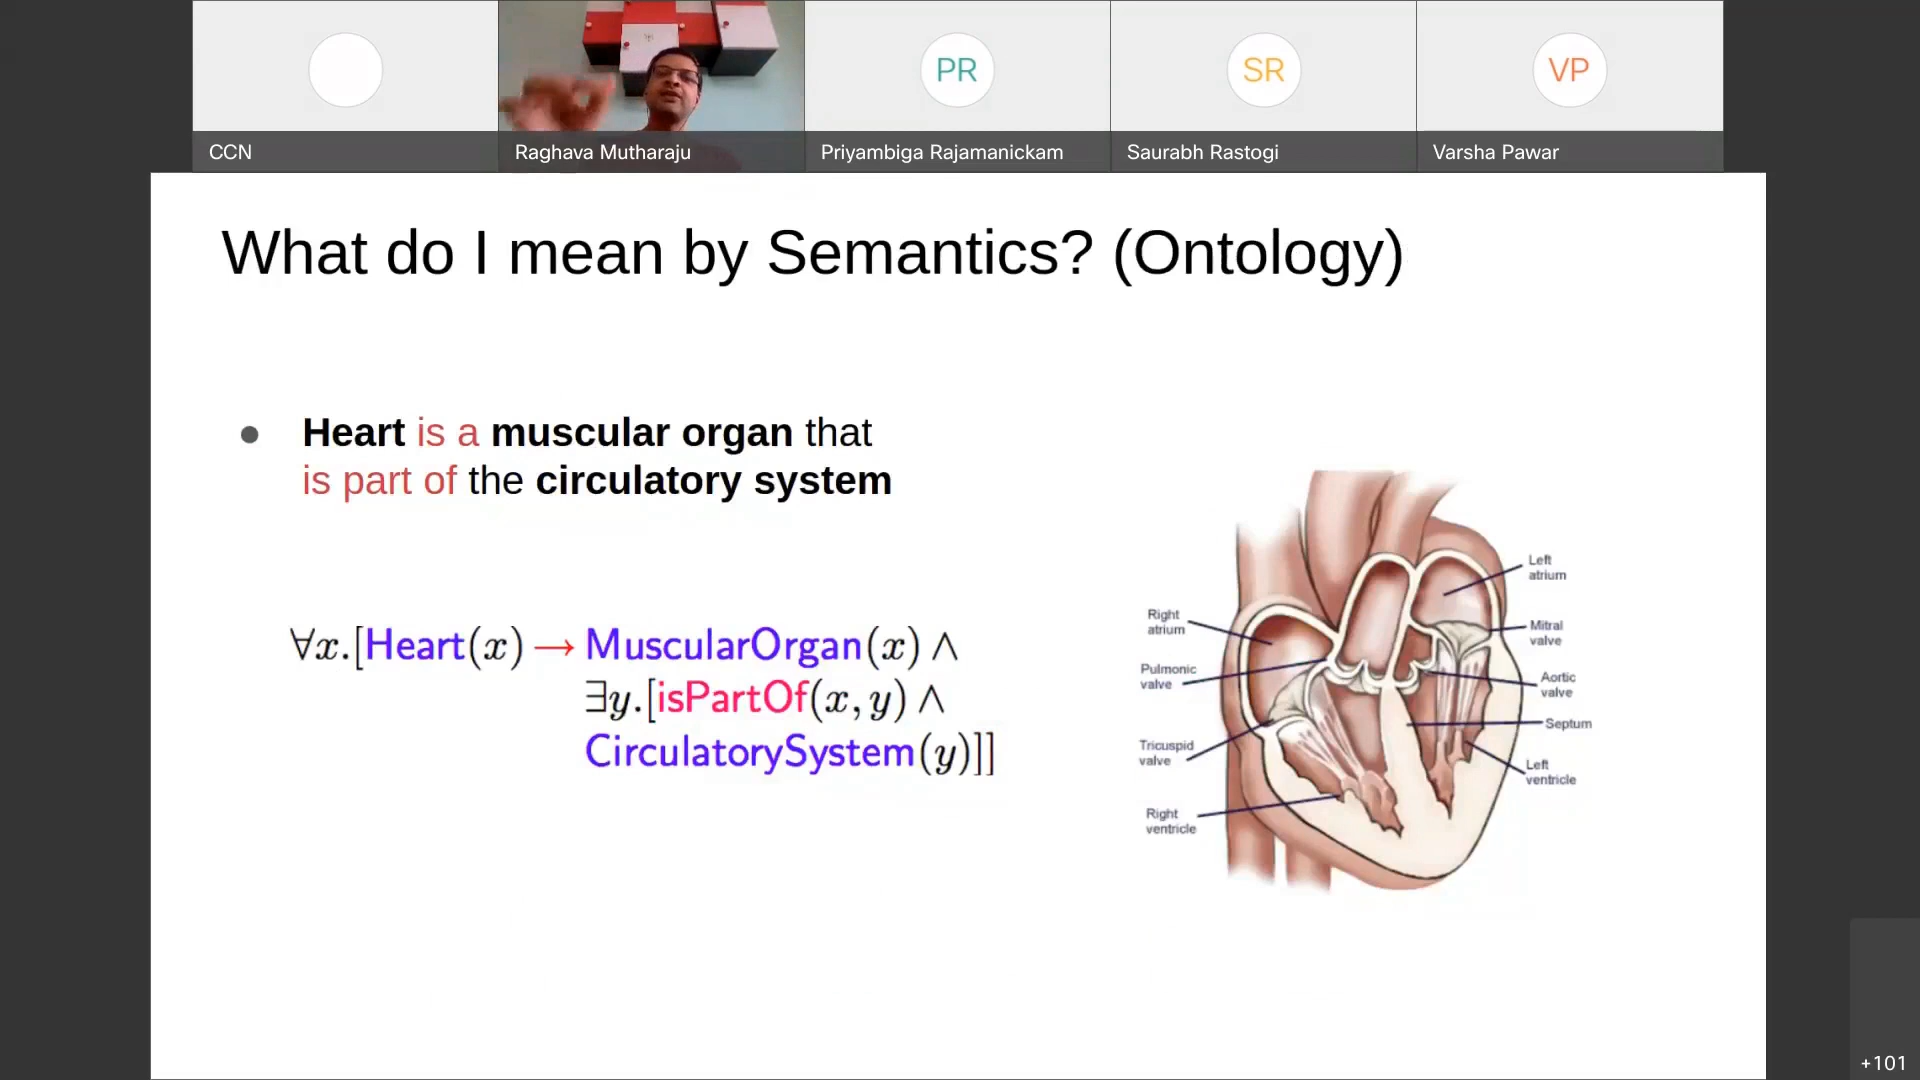 PR
SR
VP
CCN
Raghava Mutharaju
Priyambiga Rajamanickam
Saurabh Rastogi
Varsha Pawar
What do I mean by Semantics? (Ontology)
● Heart is a muscular organ that
is part of the circulatory system
∀x.[Heart(x) → MuscularOrgan(x) ∧
∃y.[isPartOf(x, y) ∧
CirculatorySystem(y)]]
Right
atrium
Pulmonic
valve
Tricuspid
valve
Right
ventricle
Left
atrium
Mitral
valve
Aortic
valve
Septum
Left
ventricle
+101